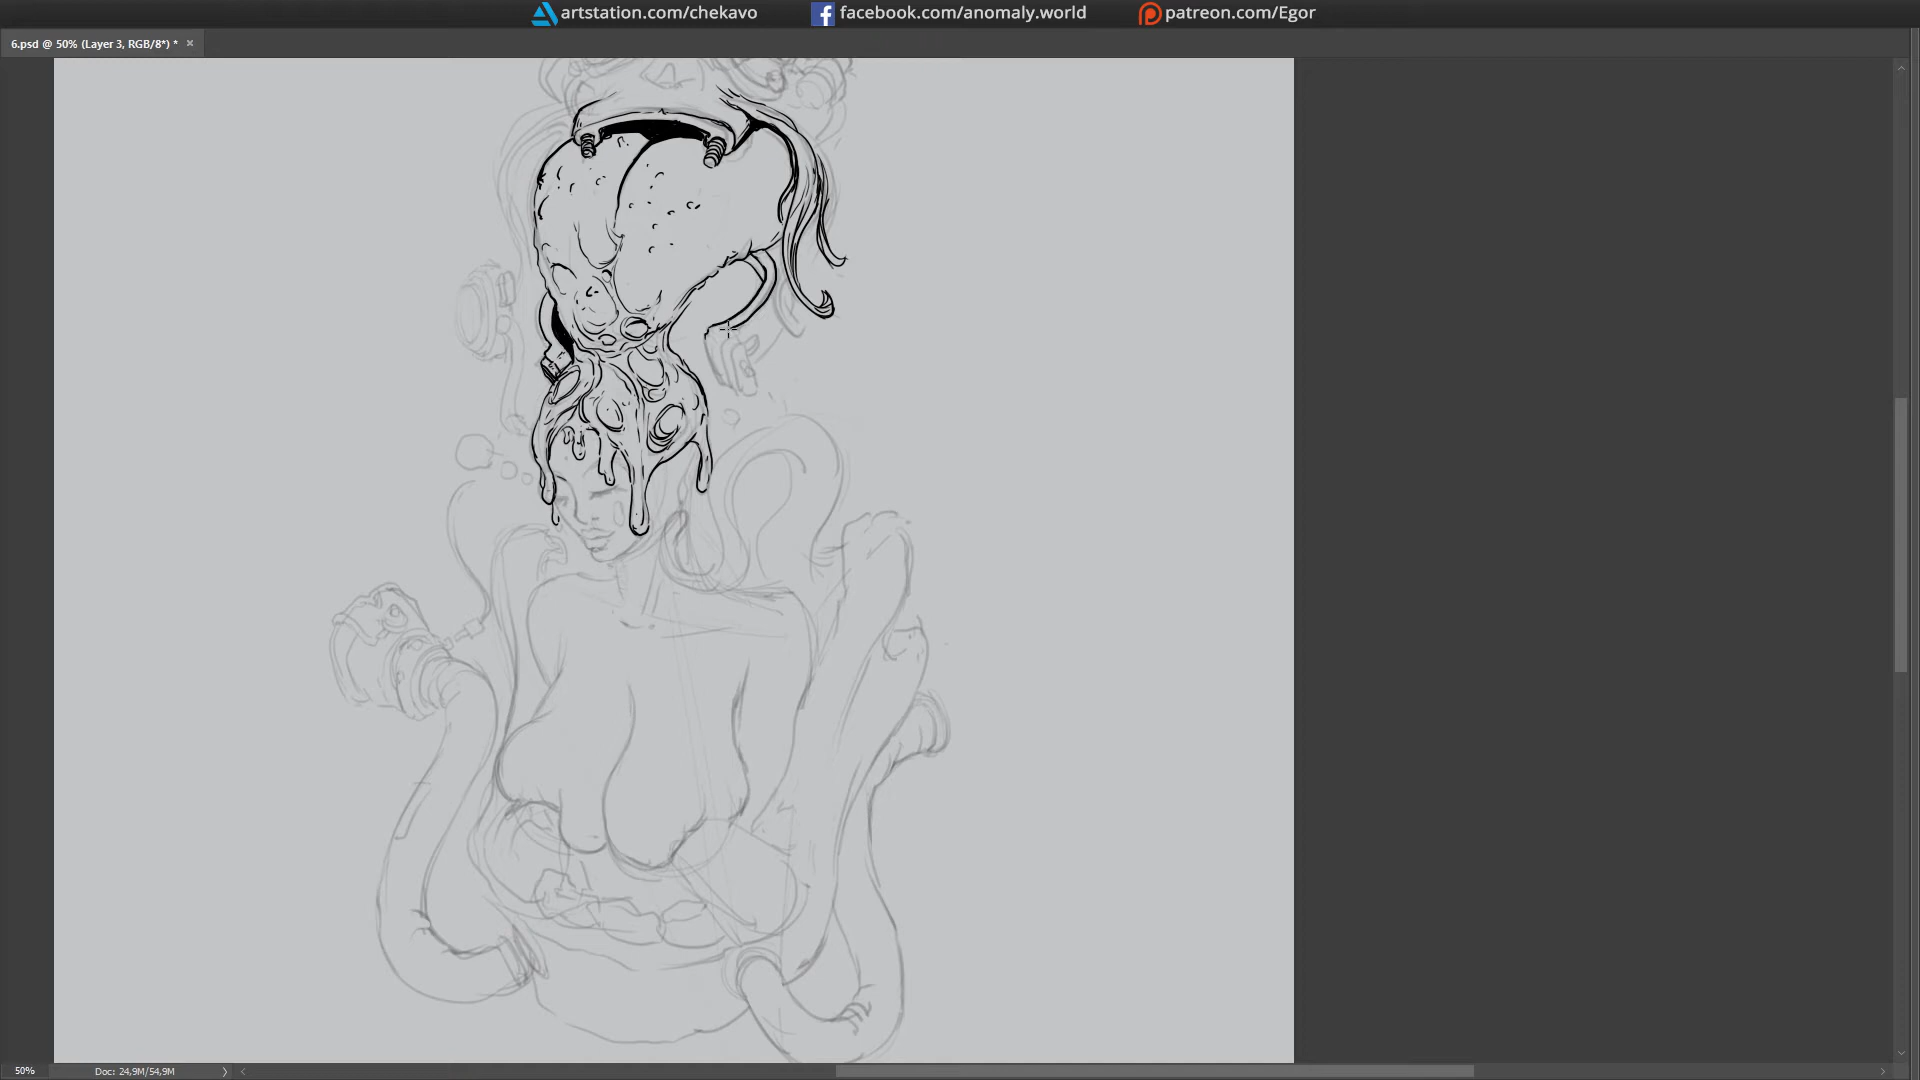 artstation.com/chekavo facebook.com/anomaly.world patreon.com/Egor
6.psd @ 50% (Layer 3, RGB/8*) * ×
50% Doc: 24,9M/54,9M